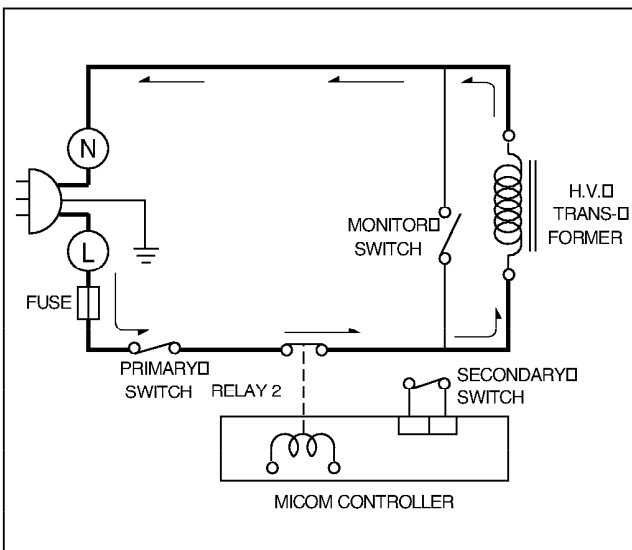 N
H.V.□
TRANS-□
FORMER
MONITOR□
SWITCH
L
FUSE
PRIMARY□
SWITCH
RELAY 2
SECONDARY□
SWITCH
MICOM CONTROLLER